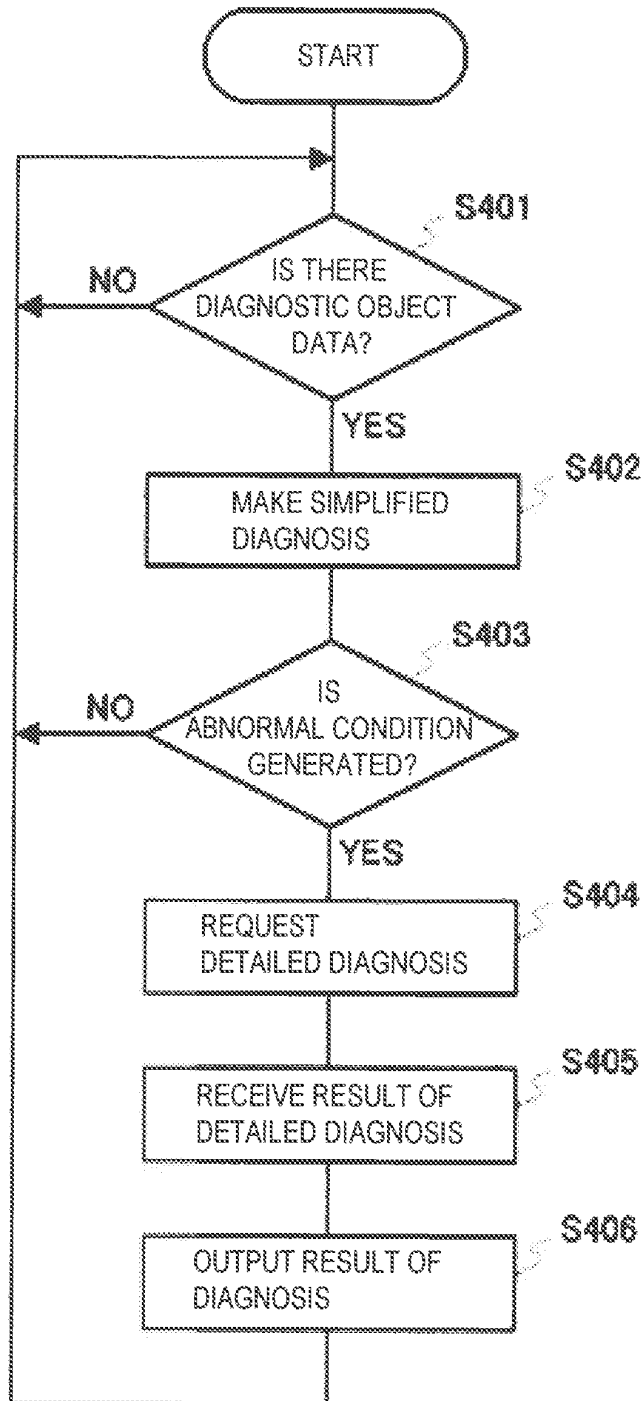 START
S401
IS THERE
DIAGNOSTIC OBJECT
DATA?
NO
YES
S402
MAKE SIMPLIFIED
DIAGNOSIS
S403
IS
ABNORMAL CONDITION
GENERATED?
NO
YES
S404
REQUEST
DETAILED DIAGNOSIS
S405
RECEIVE RESULT OF
DETAILED DIAGNOSIS
S406
OUTPUT RESULT OF
DIAGNOSIS